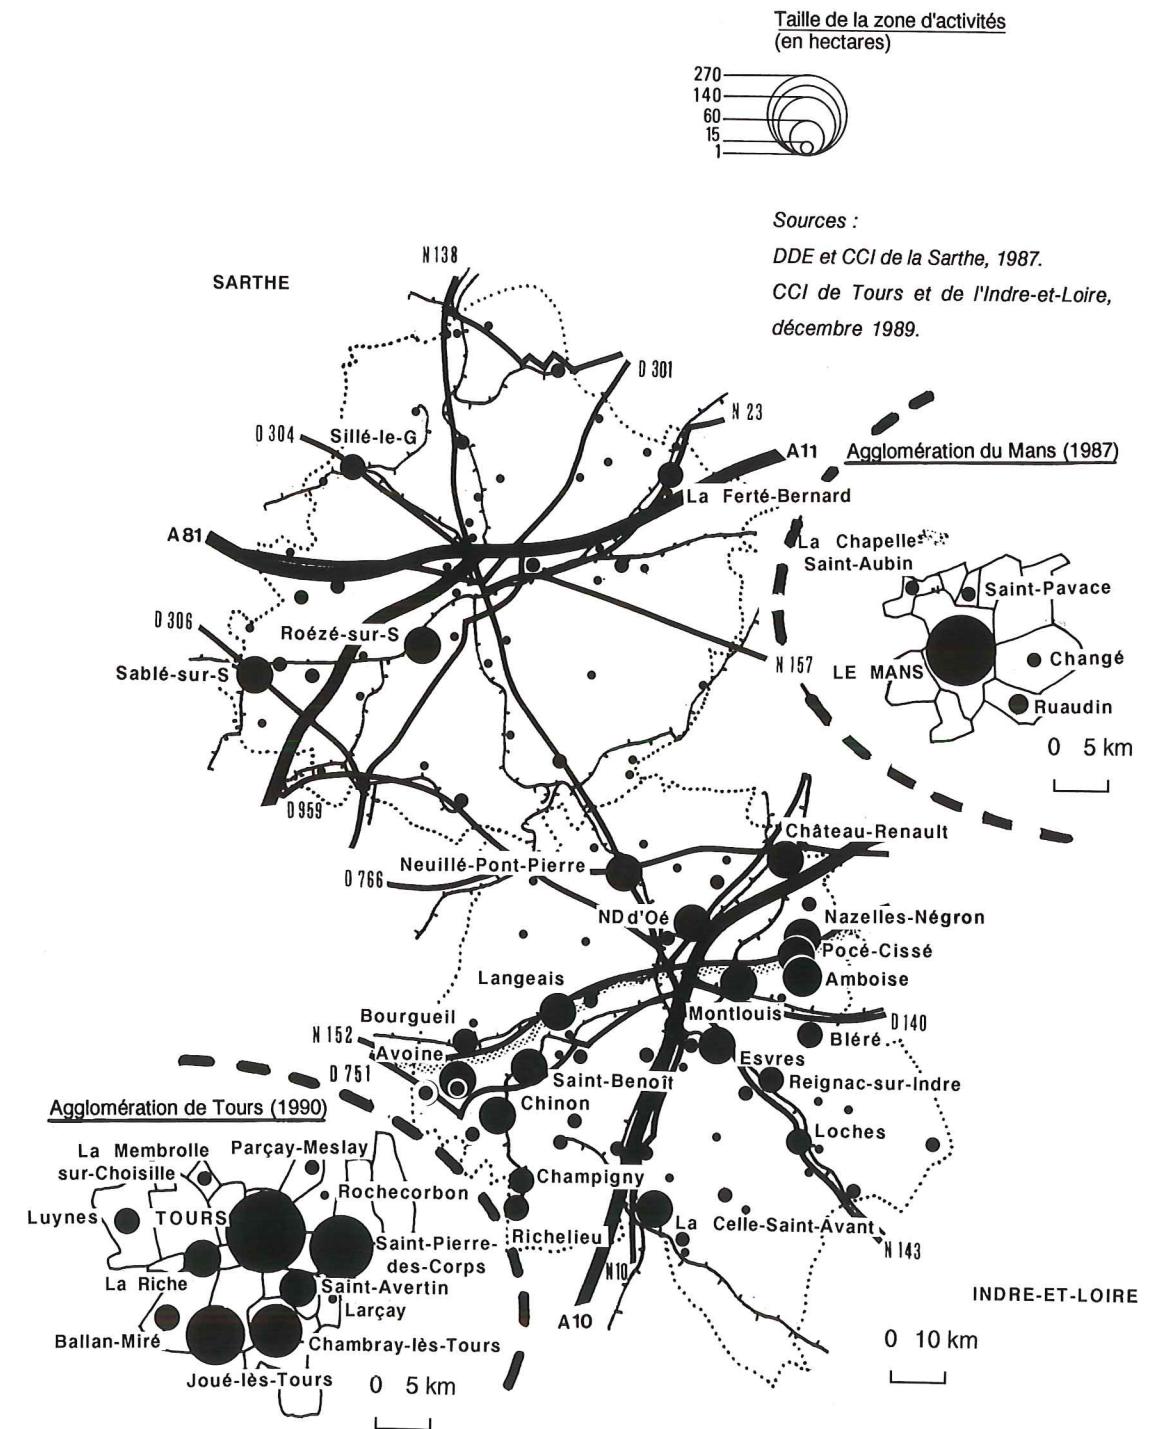 Taille de la zone d'activités
(en hectares)
270
140
60
15
1
Sources :
DDE et CCI de la Sarthe, 1987.
CCI de Tours et de l'Indre-et-Loire,
décembre 1989.
N 138
SARTHE
D 301
N 23
D 304
Sillé-le-G
A11
Agglomération du Mans (1987)
La Ferté-Bernard
A81
La Chapelle
Saint-Aubin
Saint-Pavace
D 306
Roézé-sur-S
Sablé-sur-S
N 157
LE MANS
Changé
Ruaudin
0 5 km
D 959
Château-Renault
Neuillé-Pont-Pierre
D 766
ND d'Oé
Nazelles-Négron
Pocé-Cissé
Langeais
Amboise
Bourgueil
Montlouis
D 140
N 152
Avoine
Bléré
Esvres
D 751
Saint-Benoît
Reignac-sur-Indre
Chinon
Agglomération de Tours (1990)
Loches
La Membrolle
sur-Choisille
Parçay-Meslay
Champigny
Rochecorbon
Luynes
TOURS
La Celle-Saint-Avant
Richelieu
Saint-Pierre-
des-Corps
N 143
La Riche
Saint-Avertin
N10
Larçay
INDRE-ET-LOIRE
A10
Ballan-Miré
Chambray-lès-Tours
0 10 km
Joué-lès-Tours
0 5 km